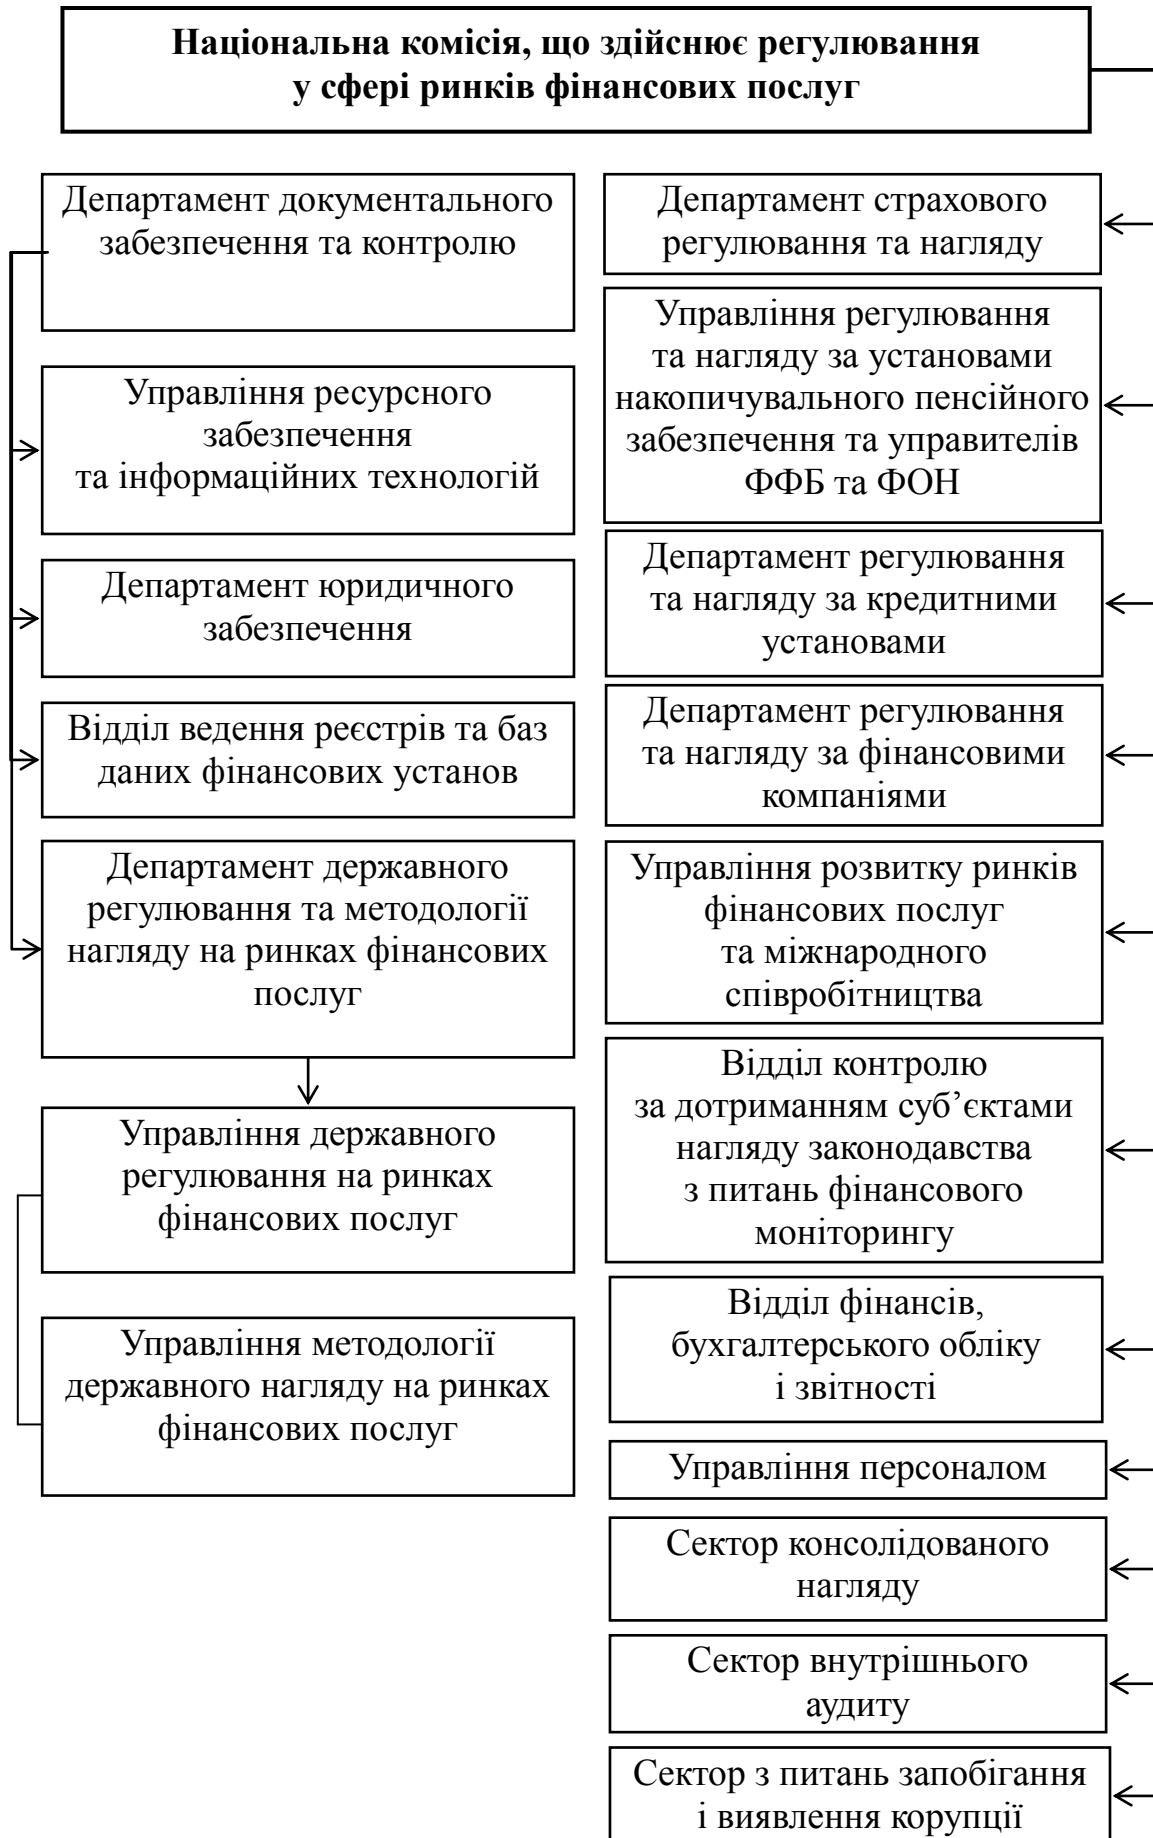 Національна комісія, що здійснює регулювання
у сфері ринків фінансових послуг
Департамент документального
забезпечення та контролю
Управління ресурсного
забезпечення
та інформаційних технологій
Департамент юридичного
забезпечення
Відділ ведення реєстрів та баз
даних фінансових установ
Департамент державного
регулювання та методології
нагляду на ринках фінансових
послуг
Управління державного
регулювання на ринках
фінансових послуг
Управління методології
державного нагляду на ринках
фінансових послуг
Департамент страхового
регулювання та нагляду
Управління регулювання
та нагляду за установами
накопичувального пенсійного
забезпечення та управителів
ФФБ та ФОН
Департамент регулювання
та нагляду за кредитними
установами
Департамент регулювання
та нагляду за фінансовими
компаніями
Управління розвитку ринків
фінансових послуг
та міжнародного
співробітництва
Відділ контролю
за дотриманням суб’єктами
нагляду законодавства
з питань фінансового
моніторингу
Відділ фінансів,
бухгалтерського обліку
і звітності
Управління персоналом
Сектор консолідованого
нагляду
Сектор внутрішнього
аудиту
Сектор з питань запобігання
і виявлення корупції